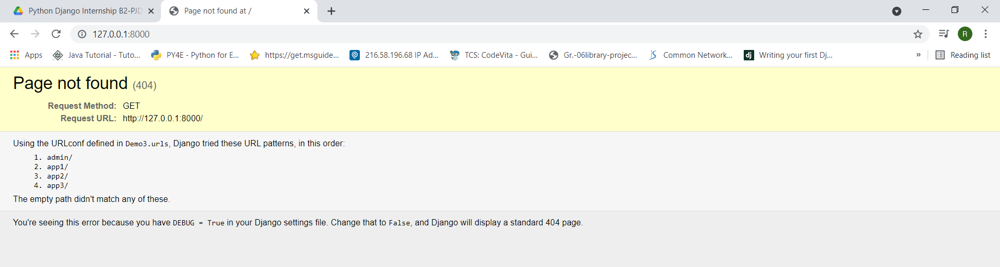 Python Django Internship B2-PJD
Page not found at /
127.0.0.1:8000
R
Apps
Java Tutorial - Tuto...
PY4E - Python for E...
https://get.msguide...
216.58.196.68 IP Ad...
TCS: CodeVita - Gui...
Gr.-06library-projec...
Common Network...
dj
Writing your first Dj...
»
Reading list
Page not found (404)
Request Method: GET
Request URL: http://127.0.0.1:8000/
Using the URLconf defined in Demo3.urls, Django tried these URL patterns, in this order:
1. admin/
2. app1/
3. app2/
4. app3/
The empty path didn't match any of these.
You're seeing this error because you have DEBUG = True in your Django settings file. Change that to False, and Django will display a standard 404 page.